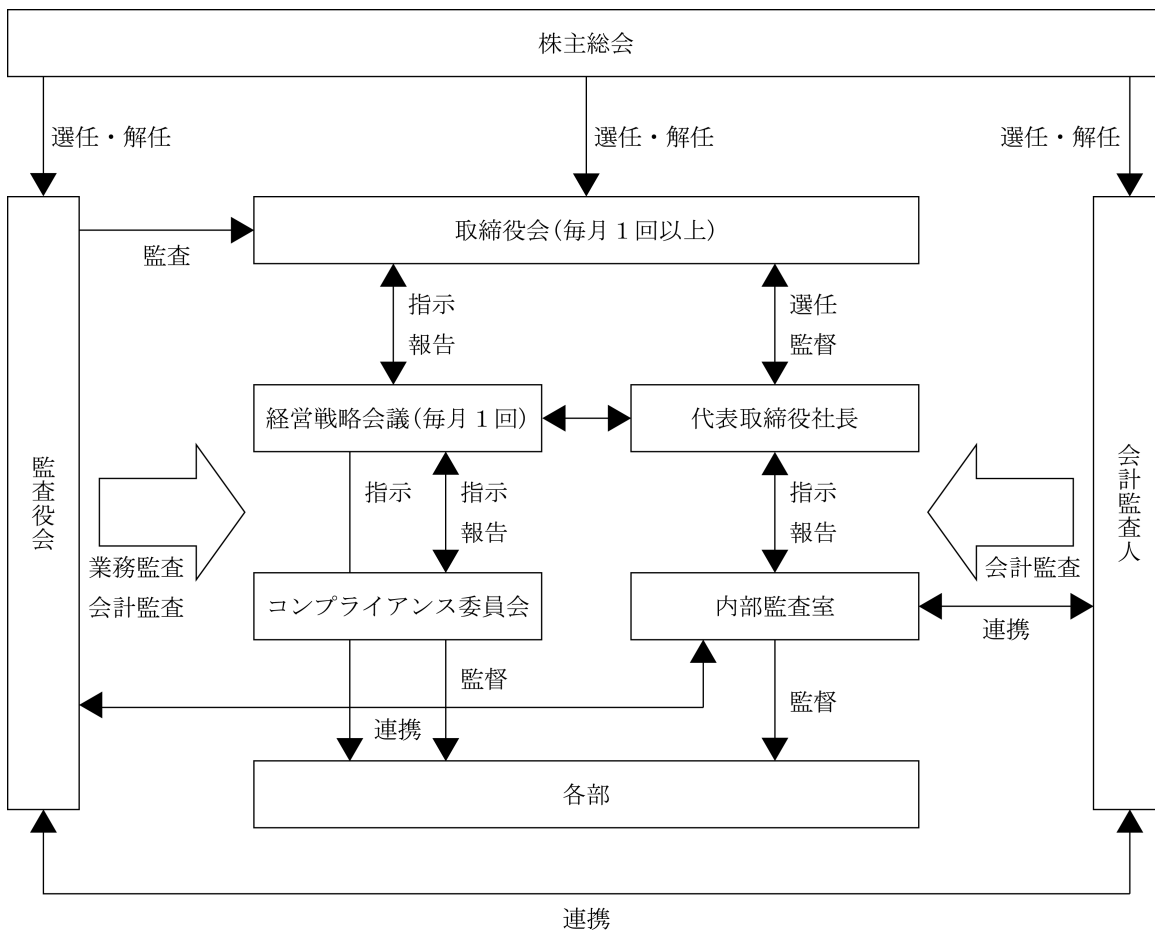 株主総会
選任・解任
選任・解任
選任・解任
取締役会(毎月1回以上)
監査
指示
報告
選任
監督
経営戦略会議(毎月1回)
代表取締役社長
監査役会
会計監査人
指示
指示
報告
指示
報告
業務監査
会計監査
会計監査
コンプライアンス委員会
内部監査室
連携
監督
監督
連携
各部
連携